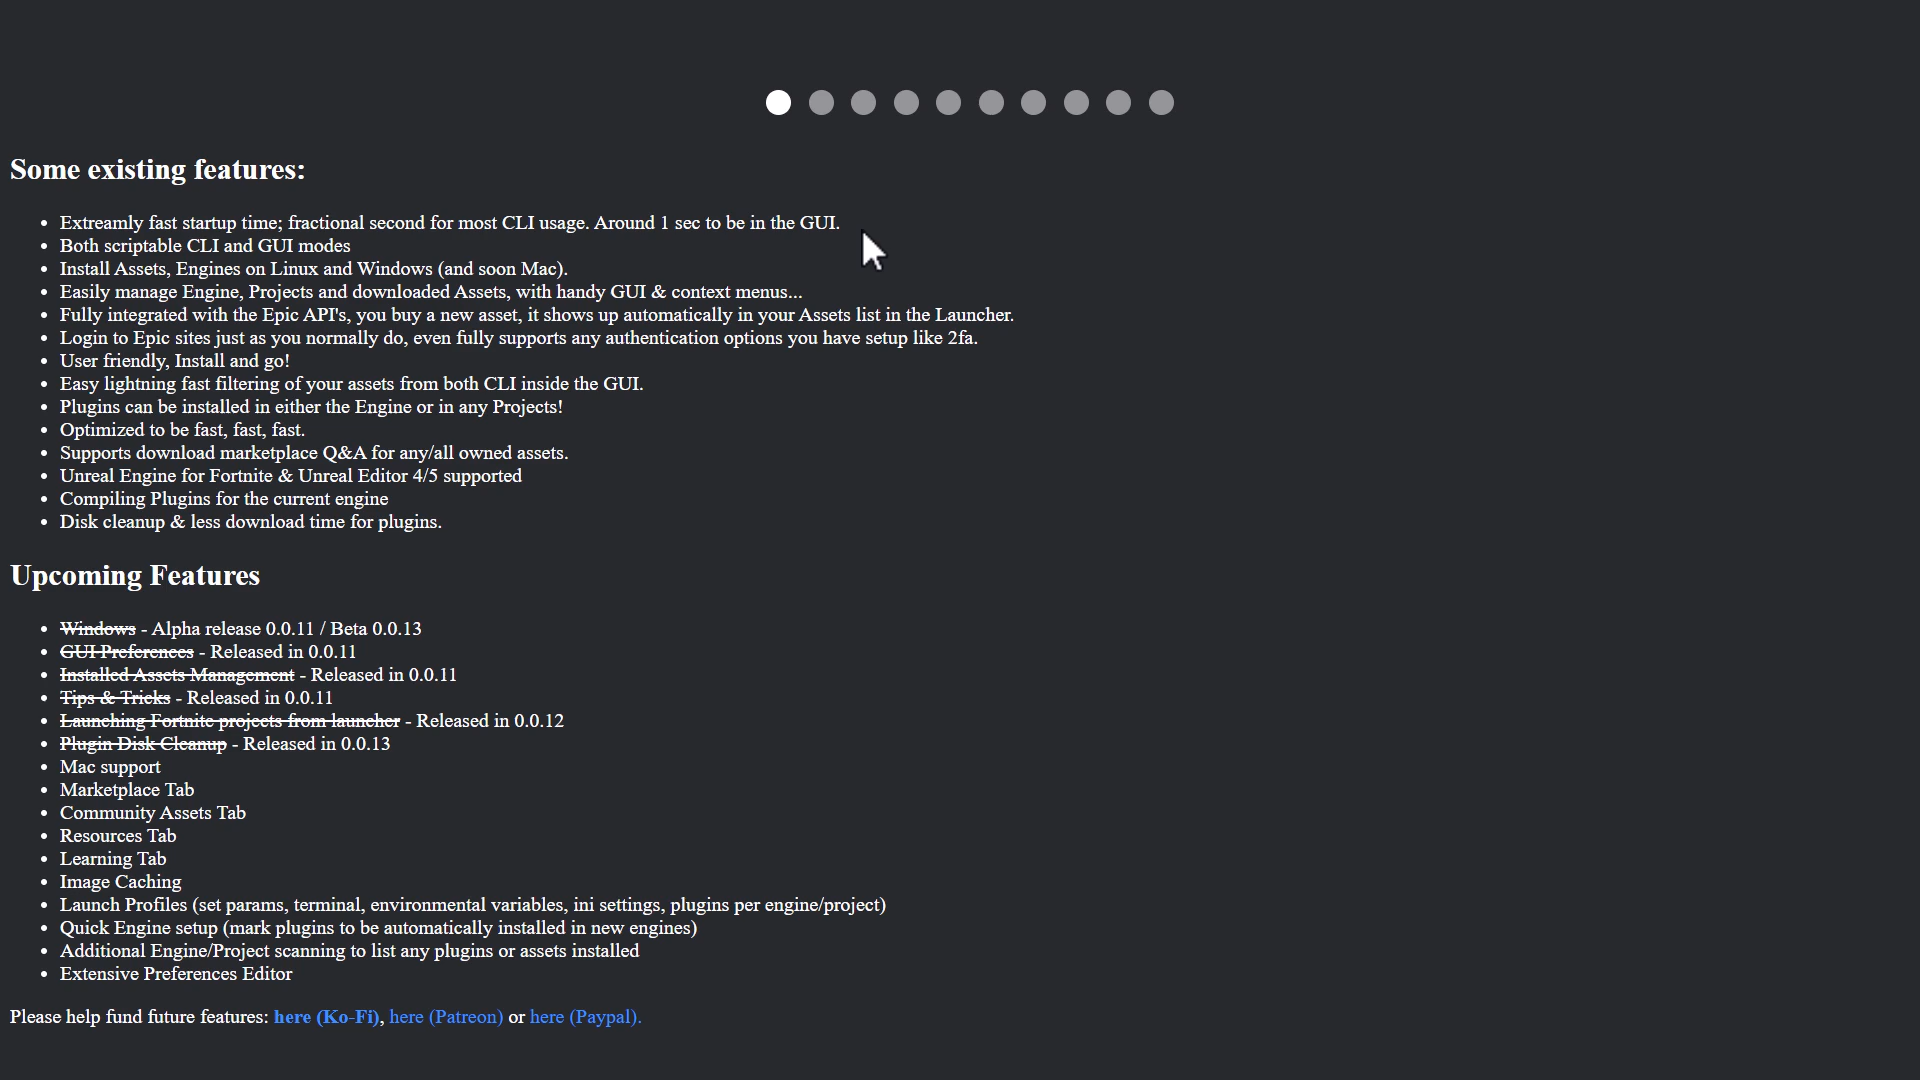 Some existing features:
Extreamly fast startup time; fractional second for most CLI usage. Around 1 sec to be in the GUI.
Both scriptable CLI and GUI modes
Install Assets, Engines on Linux and Windows (and soon Mac).
Easily manage Engine, Projects and downloaded Assets, with handy GUI & context menus...
Fully integrated with the Epic API's, you buy a new asset, it shows up automatically in your Assets list in the Launcher.
Login to Epic sites just as you normally do, even fully supports any authentication options you have setup like 2fa.
User friendly, Install and go!
Easy lightning fast filtering of your assets from both CLI inside the GUI.
Plugins can be installed in either the Engine or in any Projects!
Optimized to be fast, fast, fast.
Supports download marketplace Q&A for any/all owned assets.
Unreal Engine for Fortnite & Unreal Editor 4/5 supported
Compiling Plugins for the current engine
Disk cleanup & less download time for plugins.
Upcoming Features
Windows - Alpha release 0.0.11 / Beta 0.0.13
GUI Preferences - Released in 0.0.11
Installed Assets Management - Released in 0.0.11
Tips & Tricks - Released in 0.0.11
Launching Fortnite projects from launcher - Released in 0.0.12
Plugin Disk Cleanup - Released in 0.0.13
Mac support
Marketplace Tab
Community Assets Tab
Resources Tab
Learning Tab
Image Caching
Launch Profiles (set params, terminal, environmental variables, ini settings, plugins per engine/project)
Quick Engine setup (mark plugins to be automatically installed in new engines)
Additional Engine/Project scanning to list any plugins or assets installed
Extensive Preferences Editor
Please help fund future features: here (Ko-Fi), here (Patreon) or here (Paypal).